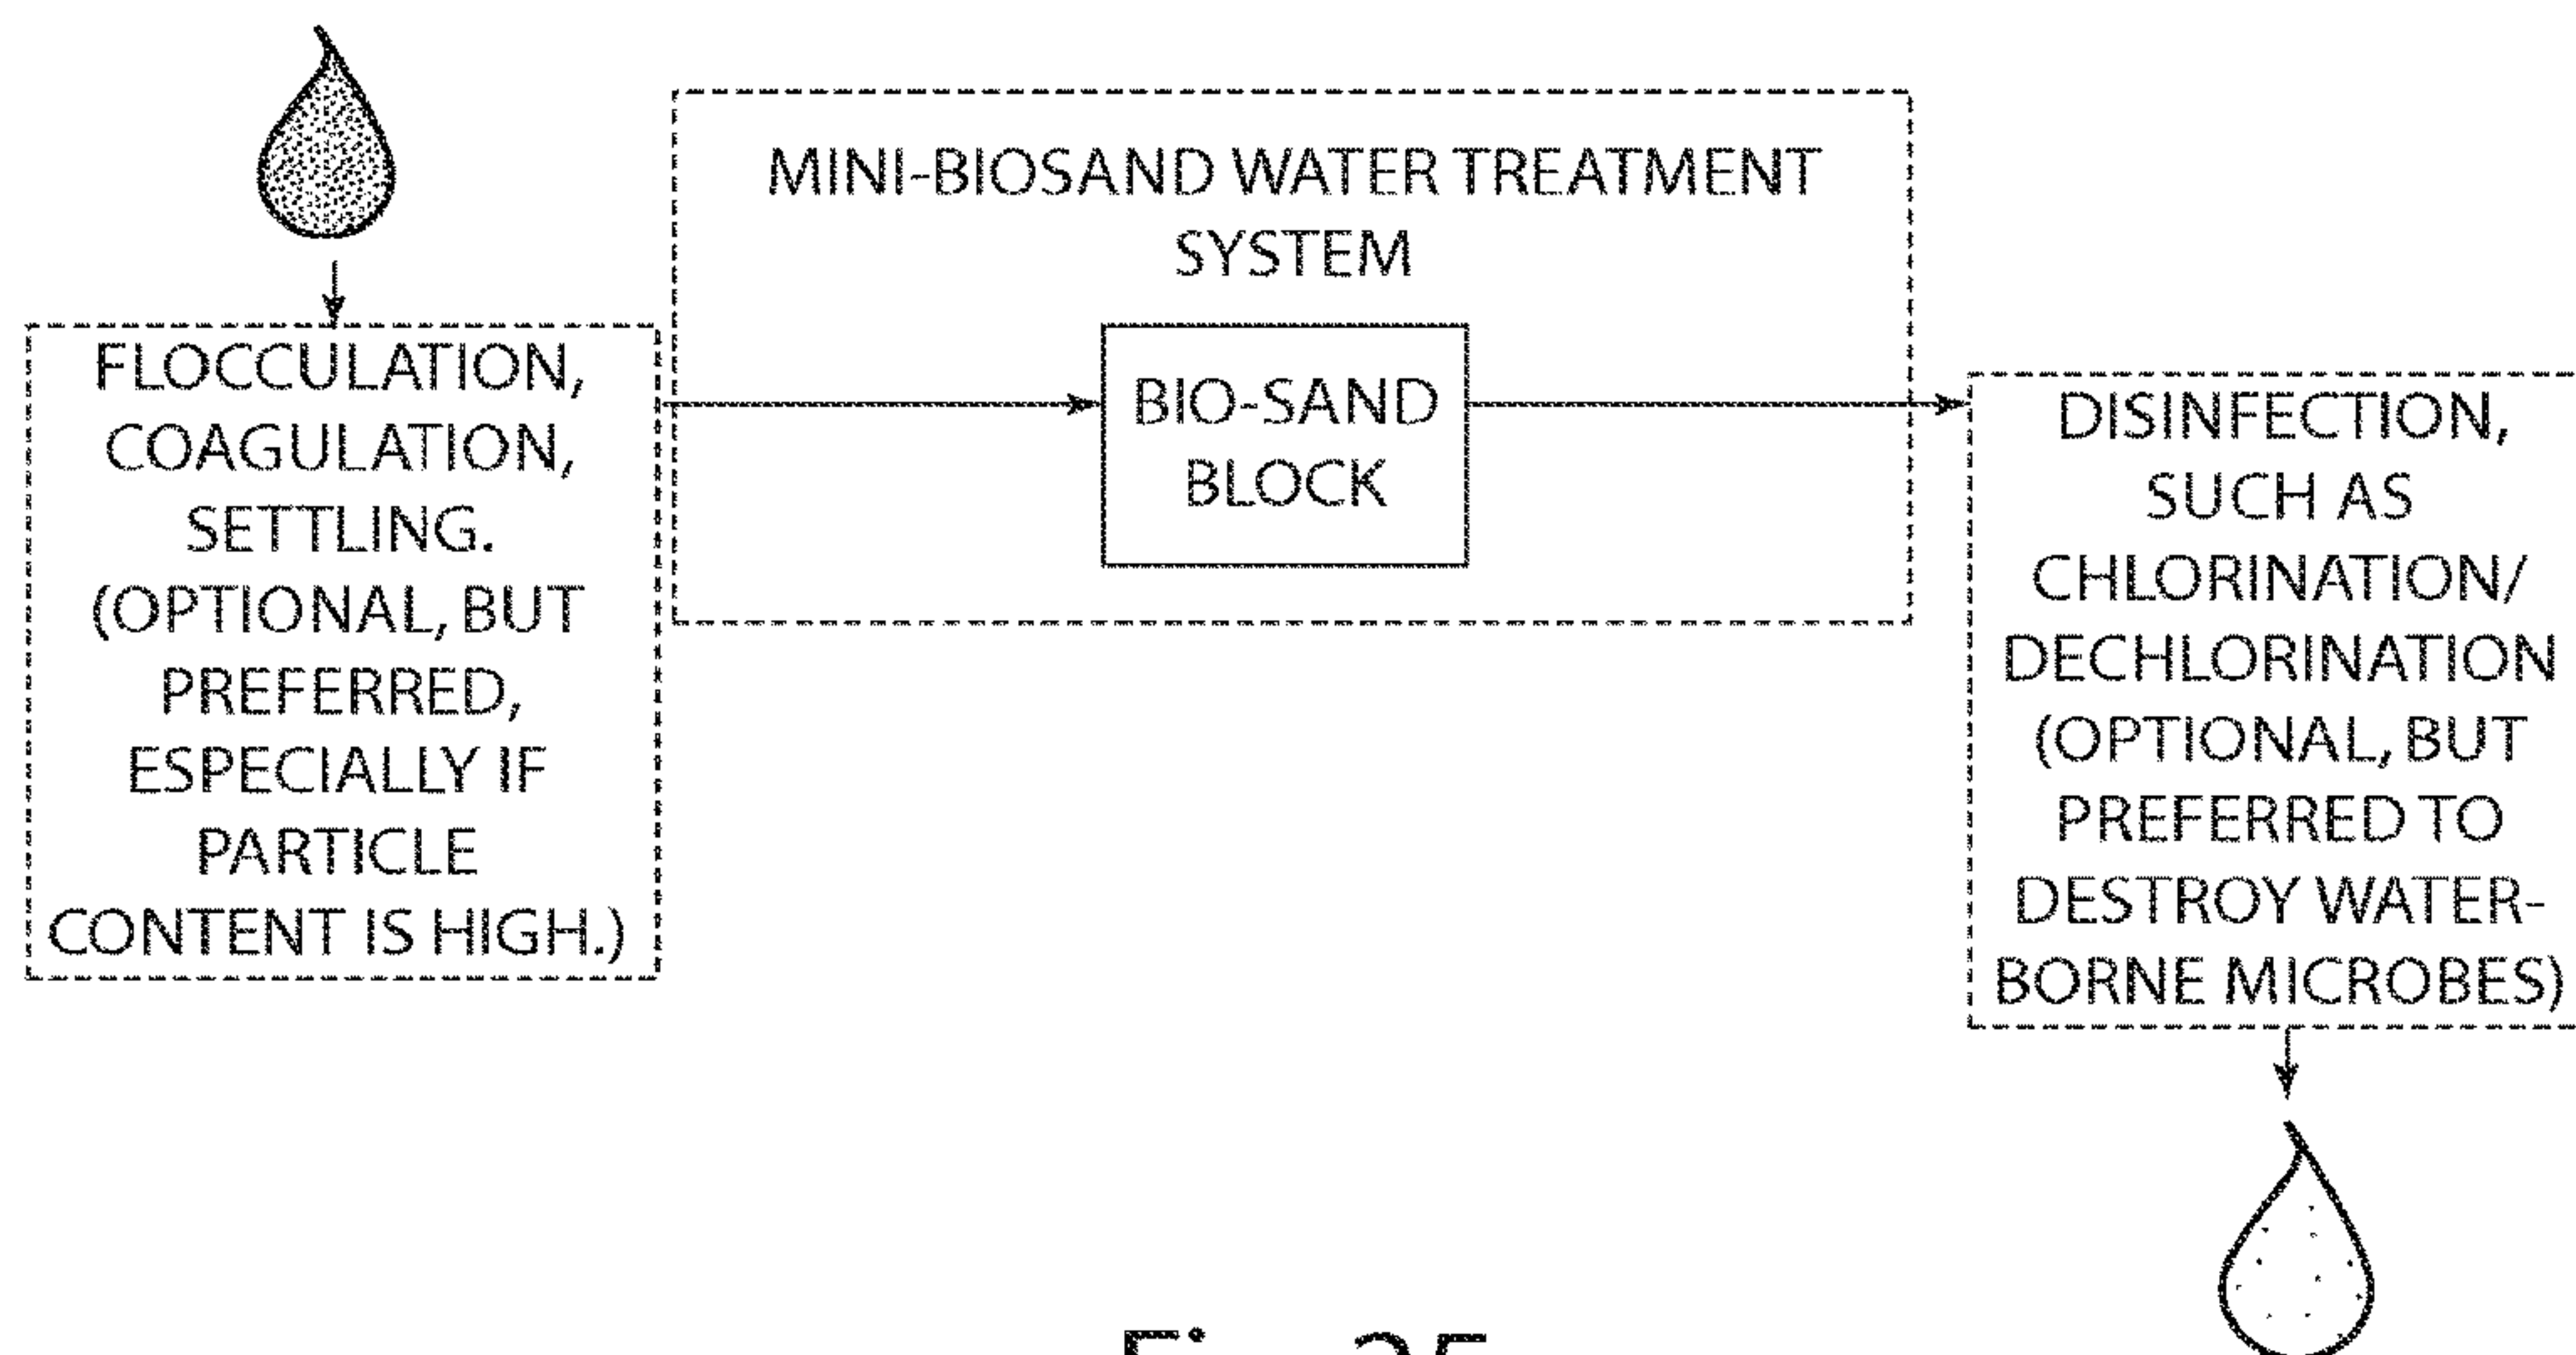 MINI-BIOSAND WATER TREATMENT
SYSTEM
FLOCCULATION,
COAGULATION,
SETTLING.
(OPTIONAL, BUT
PREFERRED,
ESPECIALLY IF
PARTICLE
CONTENT IS HIGH.)
BIO-SAND
BLOCK
DISINFECTION,
SUCH AS
CHLORINATION/
DECHLORINATION
(OPTIONAL, BUT
PREFERRED TO
DESTROY WATER-
BORNE MICROBES)